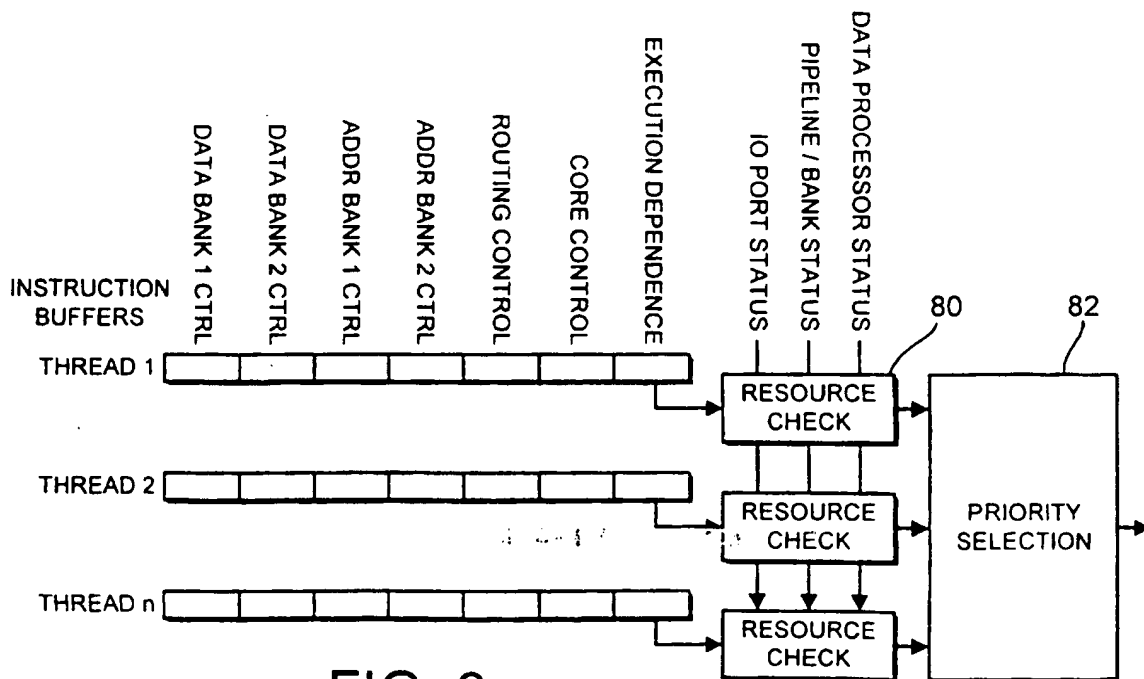 DATA BANK 1 CTRL
DATA BANK 2 CTRL
ADDR BANK 1 CTRL
ADDR BANK 2 CTRL
ROUTING CONTROL
CORE CONTROL
EXECUTION DEPENDENCE
IO PORT STATUS
PIPELINE / BANK STATUS
DATA PROCESSOR STATUS
INSTRUCTION
BUFFERS
80
82
THREAD 1
RESOURCE
CHECK
THREAD 2
RESOURCE
CHECK
PRIORITY
SELECTION
THREAD n
RESOURCE
CHECK